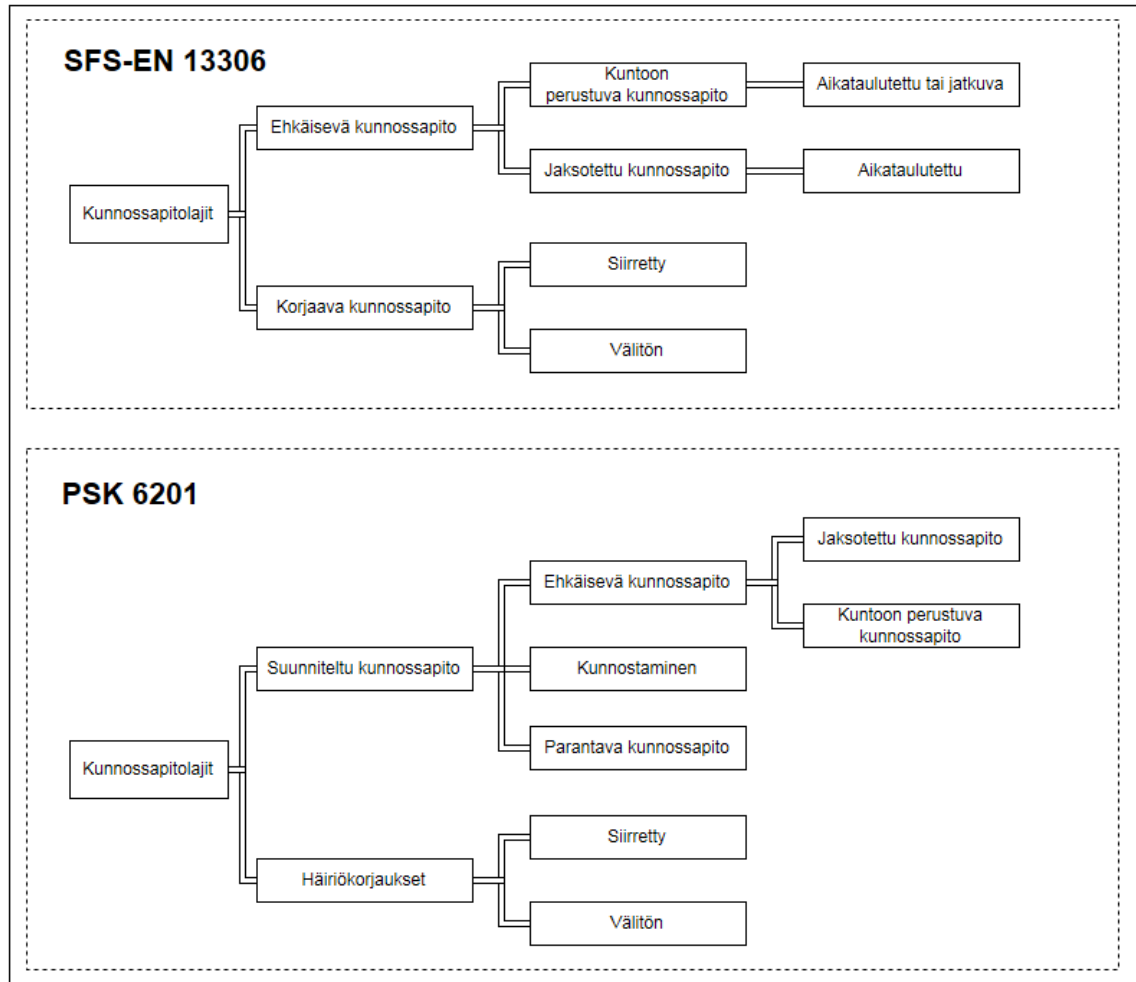 SFS-EN 13306
Kuntoon
perustuva kunnossapito
Aikataulutettu tai jatkuva
Ehkäisevä kunnossapito
Jaksotettu kunnossapito
Aikataulutettu
Kunnossapitolajit
Siirretty
Korjaava kunnossapito
Välitön
PSK 6201
Jaksotettu kunnossapito
Ehkäisevä kunnossapito
Kuntoon perustuva
kunnossapito
Suunniteltu kunnossapito
Kunnostaminen
Parantava kunnossapito
Kunnossapitolajit
Siirretty
Häiriökorjaukset
Välitön